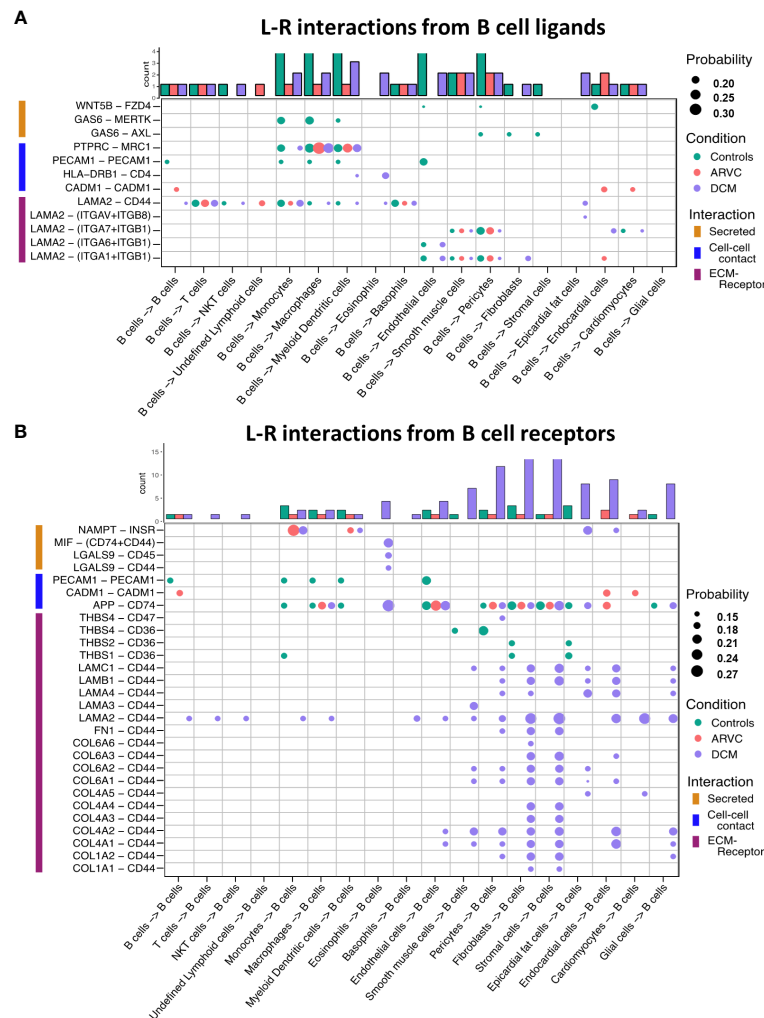 A
L-R interactions from B cell ligands
4
3
2
1
0
count
WNT5B – FZD4
GAS6 – MERTK
GAS6 – AXL
PTPRC – MRC1
PECAM1 – PECAM1
HLA–DRB1 – CD4
CADM1 – CADM1
LAMA2 – CD44
LAMA2 – (ITGAV+ITGB8)
LAMA2 – (ITGA7+ITGB1)
LAMA2 – (ITGA6+ITGB1)
LAMA2 – (ITGA1+ITGB1)
B cells –> B cells
B cells –> T cells
B cells –> NKT cells
B cells –> Undefined Lymphoid cells
B cells –> Monocytes
B cells –> Macrophages
B cells –> Myeloid Dendritic cells
B cells –> Eosinophils
B cells –> Basophils
B cells –> Endothelial cells
B cells –> Smooth muscle cells
B cells –> Pericytes
B cells –> Fibroblasts
B cells –> Stromal cells
B cells –> Epicardial fat cells
B cells –> Endocardial cells
B cells –> Cardiomyocytes
B cells –> Glial cells
Probability
0.20
0.25
0.30
Condition
Controls
ARVC
DCM
Interaction
Secreted
Cell-cell
contact
ECM-
Receptor
B
L-R interactions from B cell receptors
15
10
5
0
count
NAMPT – INSR
MIF – (CD74+CD44)
LGALS9 – CD45
LGALS9 – CD44
PECAM1 – PECAM1
CADM1 – CADM1
APP – CD74
THBS4 – CD47
THBS4 – CD36
THBS2 – CD36
THBS1 – CD36
LAMC1 – CD44
LAMB1 – CD44
LAMA4 – CD44
LAMA3 – CD44
LAMA2 – CD44
FN1 – CD44
COL6A6 – CD44
COL6A3 – CD44
COL6A2 – CD44
COL6A1 – CD44
COL4A5 – CD44
COL4A4 – CD44
COL4A3 – CD44
COL4A2 – CD44
COL4A1 – CD44
COL1A2 – CD44
COL1A1 – CD44
B cells –> B cells
T cells –> B cells
NKT cells –> B cells
Undefined Lymphoid cells –> B cells
Monocytes –> B cells
Macrophages –> B cells
Myeloid Dendritic cells –> B cells
Eosinophils –> B cells
Basophils –> B cells
Endothelial cells –> B cells
Smooth muscle cells –> B cells
Pericytes –> B cells
Fibroblasts –> B cells
Stromal cells –> B cells
Epicardial fat cells –> B cells
Endocardial cells –> B cells
Cardiomyocytes –> B cells
Glial cells –> B cells
Probability
0.15
0.18
0.21
0.24
0.27
Condition
Controls
ARVC
DCM
Interaction
Secreted
Cell-cell
contact
ECM-
Receptor